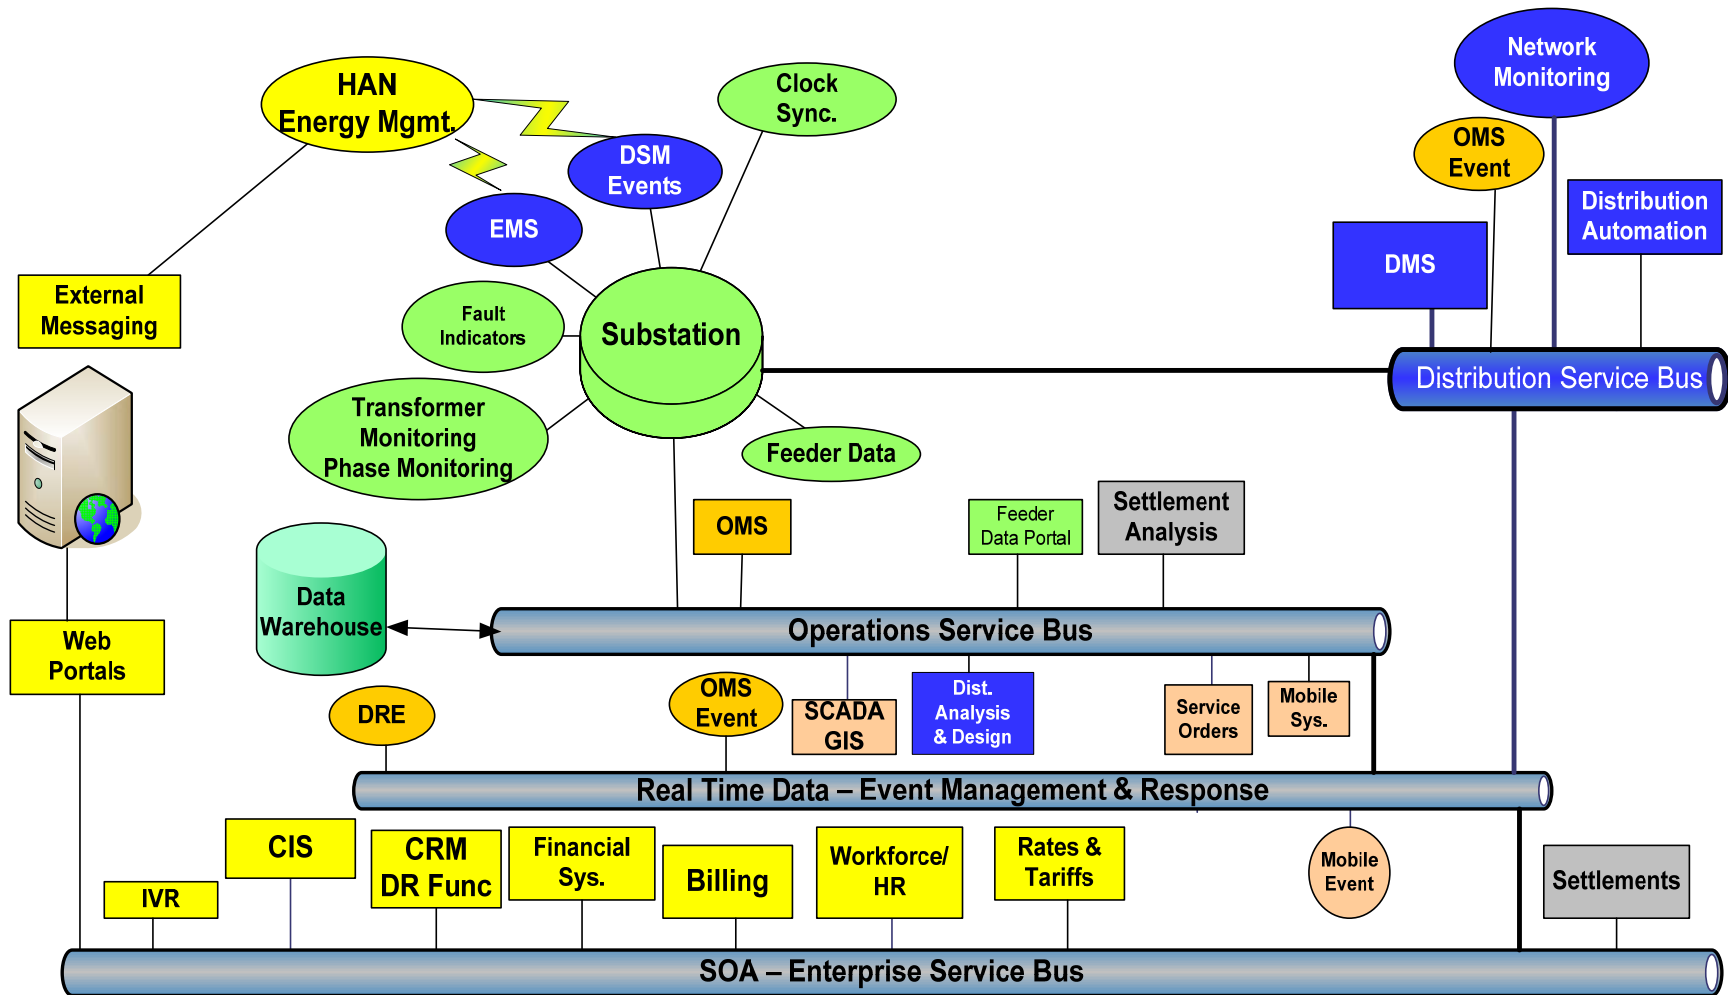 HAN
Energy Mgmt.
Clock
Sync.
Network
Monitoring
OMS
Event
DSM
Events
EMS
Distribution
Automation
DMS
External
Messaging
Fault
Indicators
Substation
Distribution Service Bus
Transformer
Monitoring
Phase Monitoring
Feeder Data
OMS
Feeder
Data Portal
Settlement
Analysis
Data
Warehouse
Operations Service Bus
Web
Portals
DRE
OMS
Event
SCADA
GIS
Dist.
Analysis
& Design
Service
Orders
Mobile
Sys.
Real Time Data – Event Management & Response
IVR
CIS
CRM
DR Func
Financial
Sys.
Billing
Workforce/
HR
Rates &
Tariffs
Mobile
Event
Settlements
SOA – Enterprise Service Bus